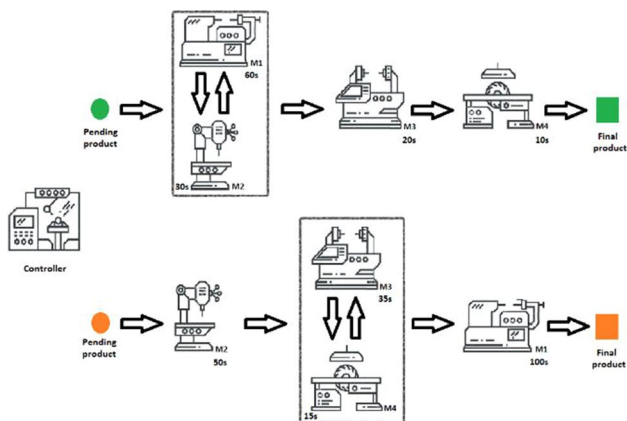 M1
60s
Pending
product
30s
M2
M3
20s
M4
10s
Final
product
Controller
M3
35s
Pending
product
M2
50s
15s
M4
M1
100s
Final
product